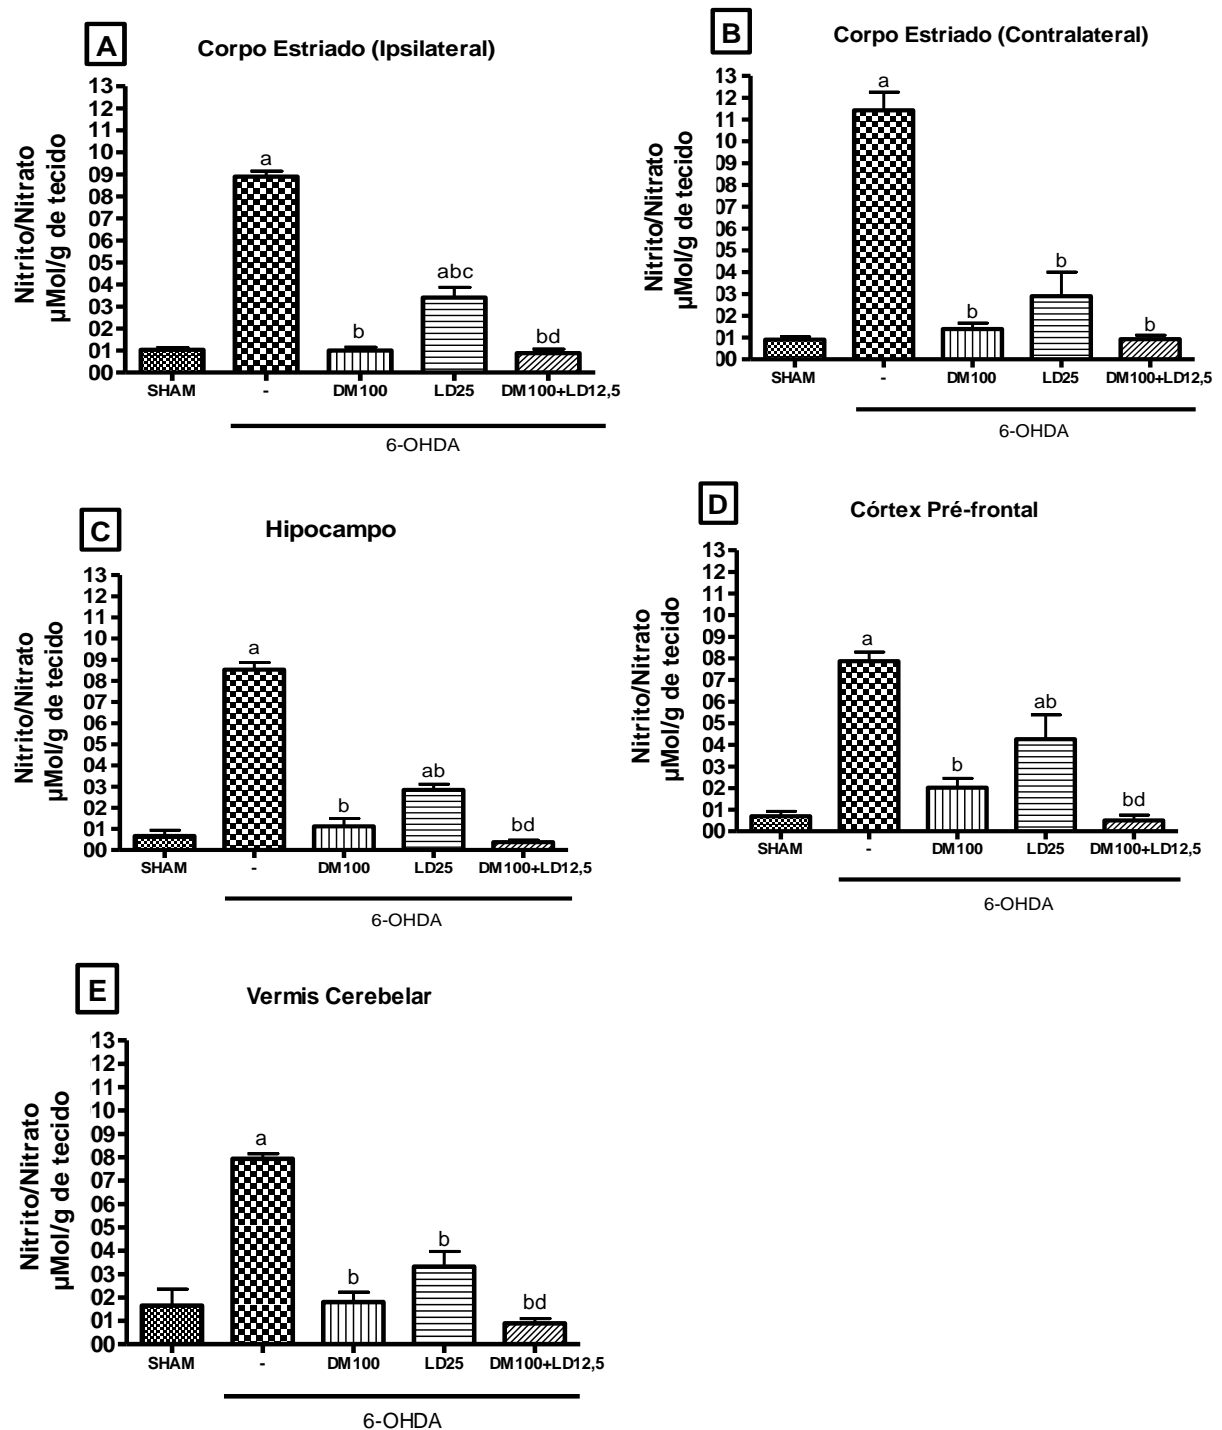 A
Corpo Estriado (Ipsilateral)
Nitrito/Nitrato
µMol/g de tecido
13
12
11
10
09
08
07
06
05
04
03
02
01
00
a
b
abc
bd
SHAM - DM100 LD25 DM100+LD12,5
6-OHDA
B
Corpo Estriado (Contralateral)
Nitrito/Nitrato
µMol/g de tecido
13
12
11
10
09
08
07
06
05
04
03
02
01
00
a
b
b
b
SHAM - DM100 LD25 DM100+LD12,5
6-OHDA
C
Hipocampo
Nitrito/Nitrato
µMol/g de tecido
13
12
11
10
09
08
07
06
05
04
03
02
01
00
a
b
ab
bd
SHAM - DM100 LD25 DM100+LD12,5
6-OHDA
D
Córtex Pré-frontal
Nitrito/Nitrato
µMol/g de tecido
13
12
11
10
09
08
07
06
05
04
03
02
01
00
a
b
ab
bd
SHAM - DM100 LD25 DM100+LD12,5
6-OHDA
E
Vermis Cerebelar
Nitrito/Nitrato
µMol/g de tecido
13
12
11
10
09
08
07
06
05
04
03
02
01
00
a
b
b
bd
SHAM - DM100 LD25 DM100+LD12,5
6-OHDA